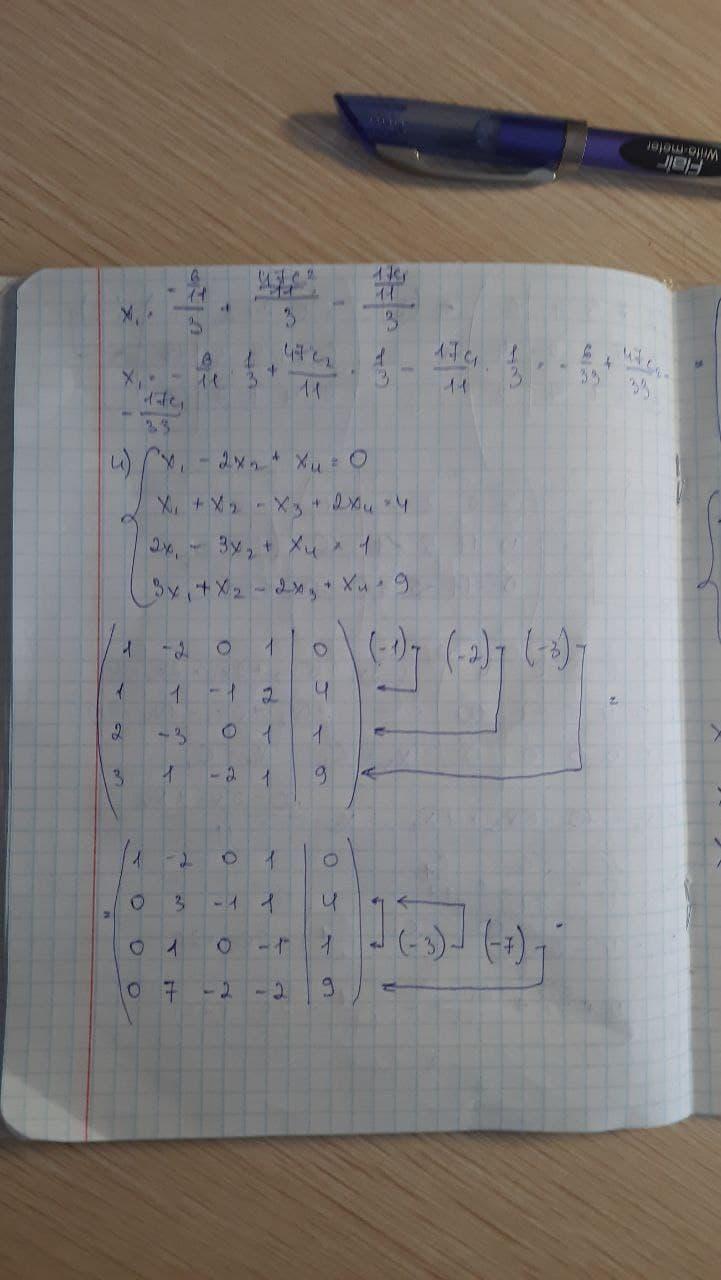 Flair
Write-meter
x₁ = (-6/11)/3 + (47c₂/11)/3 - (17c₁/11)/3
x₁ = - 6/11 · 1/3 + 47c₂/11 · 1/3 - 17c₁/11 · 1/3 = - 6/33 + 47c₂/33 -
- 17c₁/33
4) { x₁ - 2x₂ + x₄ = 0
x₁ + x₂ - x₃ + 2x₄ = 4
2x₁ - 3x₂ + x₄ = 1
3x₁ + x₂ - 2x₃ + x₄ = 9
( 1 -2 0 1 | 0 ) (-1) (-2) (-3)
1 1 -1 2 | 4 =
2 -3 0 1 | 1
3 1 -2 1 | 9
= ( 1 -2 0 1 | 0 )
0 3 -1 1 | 4
0 1 0 -1 | 1 (-3) (-7)
0 7 -2 -2 | 9